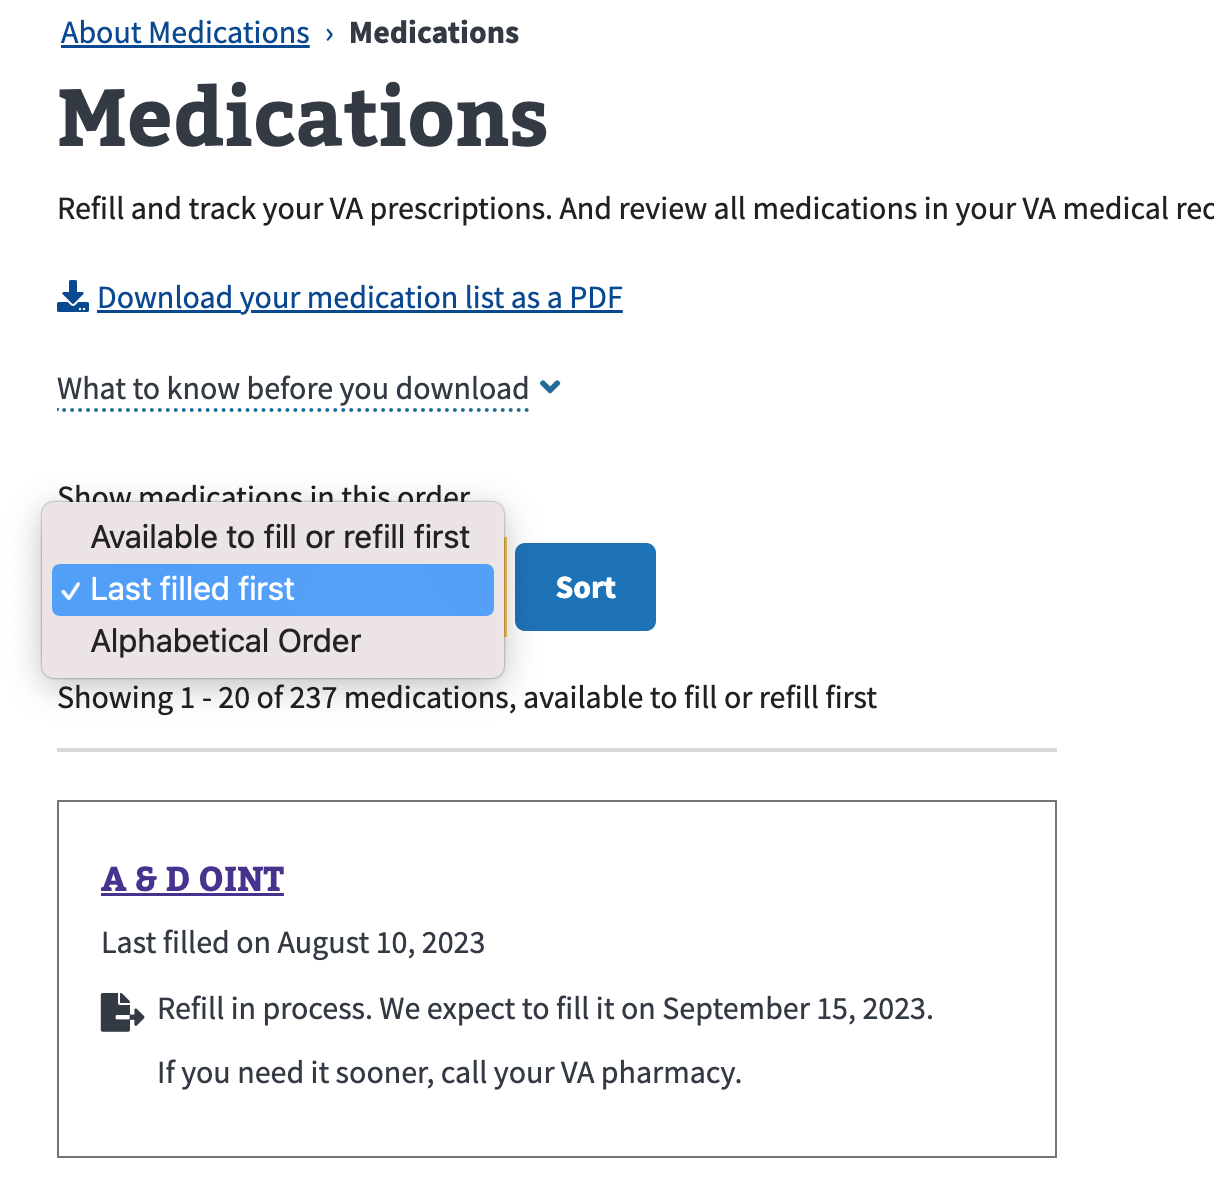 About Medications › Medications
Medications
Refill and track your VA prescriptions. And review all medications in your VA medical rec
Download your medication list as a PDF
What to know before you download
Show medications in this order
Available to fill or refill first
✓ Last filled first
Alphabetical Order
Sort
Showing 1 - 20 of 237 medications, available to fill or refill first
A & D OINT
Last filled on August 10, 2023
Refill in process. We expect to fill it on September 15, 2023.
If you need it sooner, call your VA pharmacy.